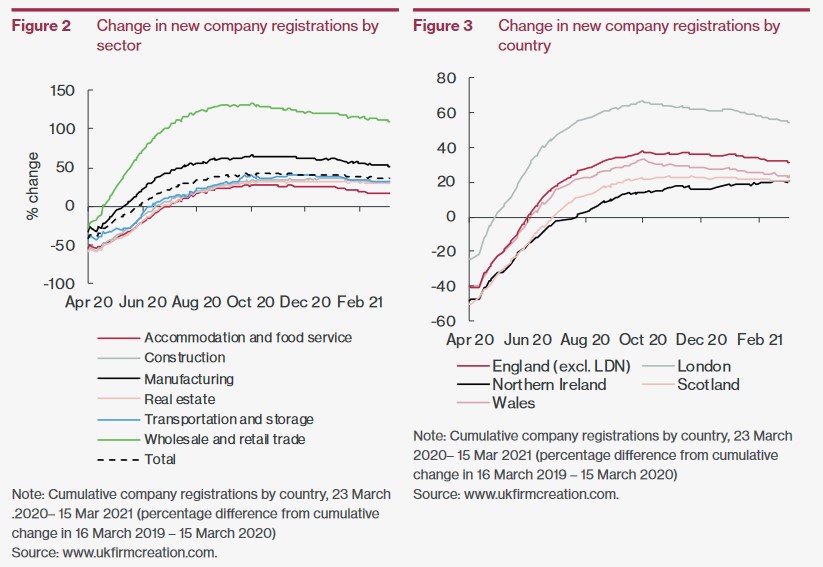 Figure 2 Change in new company registrations by
sector
150
100
50
0
-50
-100
% change
Apr 20 Jun 20 Aug 20 Oct 20 Dec 20 Feb 21
Accommodation and food service
Construction
Manufacturing
Real estate
Transportation and storage
Wholesale and retail trade
Total
Note: Cumulative company registrations by country, 23 March
.2020– 15 Mar 2021 (percentage difference from cumulative
change in 16 March 2019 – 15 March 2020)
Source: www.ukfirmcreation.com.
Figure 3 Change in new company registrations by
country
80
60
40
20
0
-20
-40
-60
Apr 20 Jun 20 Aug 20 Oct 20 Dec 20 Feb 21
England (excl. LDN) London
Northern Ireland Scotland
Wales
Note: Cumulative company registrations by country, 23 March
2020– 15 Mar 2021 (percentage difference from cumulative
change in 16 March 2019 – 15 March 2020)
Source: www.ukfirmcreation.com.